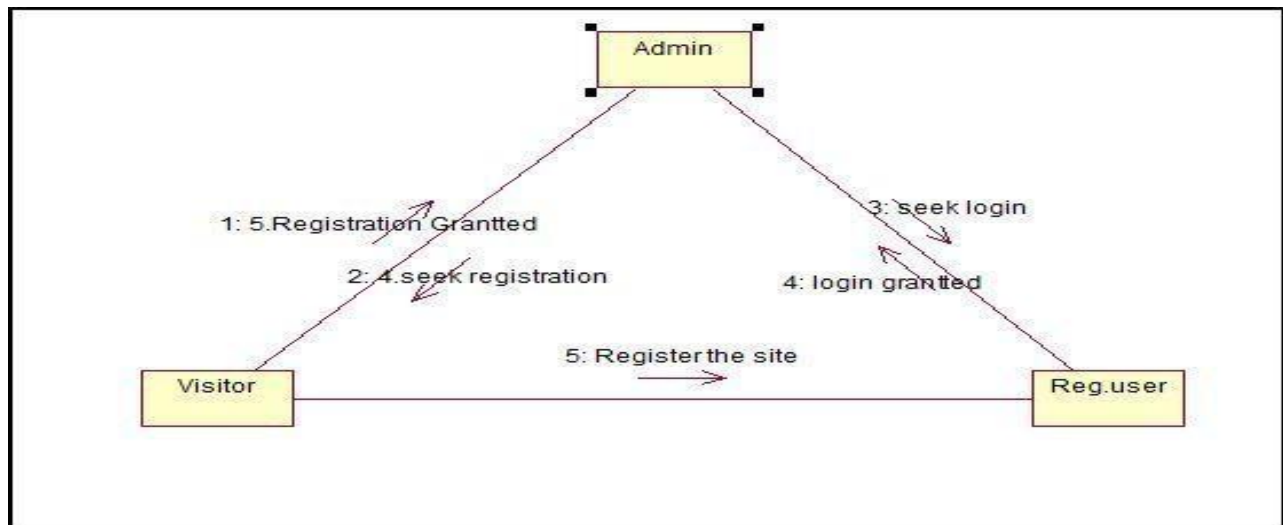 Admin
3: seek login
1: 5.Registration Grantted
2: 4.seek registration
4: login grantted
5: Register the site
Visitor
Reg.user